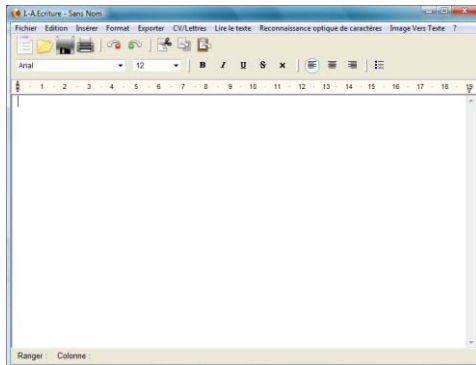 I.-A.Ecriture - Sans Nom
Fichier Edition Insérer Format Exporter CV/Lettres Lire le texte Reconnaissance optique de caractères Image Vers Texte ?
Arial 12 B I U S x
1 2 3 4 5 6 7 8 9 10 11 12 13 14 15 16 17 18 19
Ranger : Colonne :